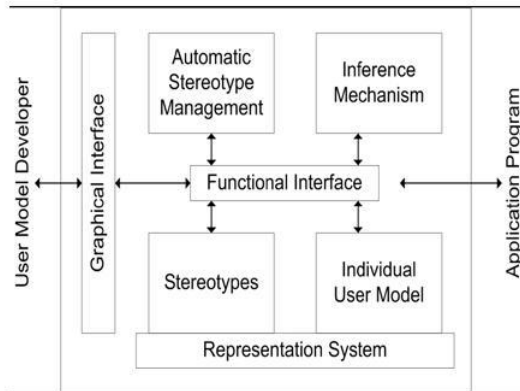 User Model Developer
Graphical Interface
Automatic
Stereotype
Management
Inference
Mechanism
Functional Interface
Stereotypes
Individual
User Model
Representation System
Application Program